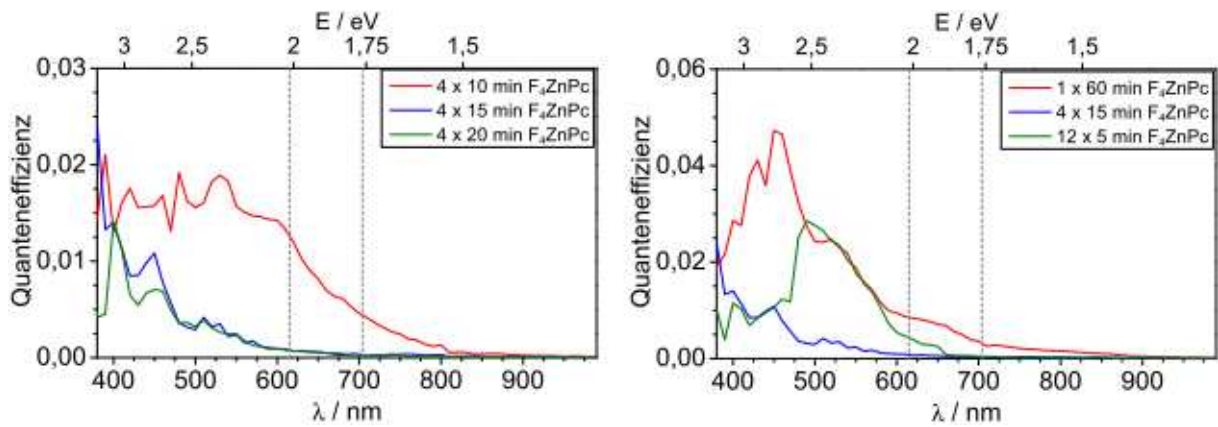 E / eV
3 2,5 2 1,75 1,5
0,03
0,02
0,01
0,00
Quanteneffizienz
4 x 10 min F₄ZnPc
4 x 15 min F₄ZnPc
4 x 20 min F₄ZnPc
400 500 600 700 800 900
λ / nm
E / eV
3 2,5 2 1,75 1,5
0,06
0,04
0,02
0,00
Quanteneffizienz
1 x 60 min F₄ZnPc
4 x 15 min F₄ZnPc
12 x 5 min F₄ZnPc
400 500 600 700 800 900
λ / nm